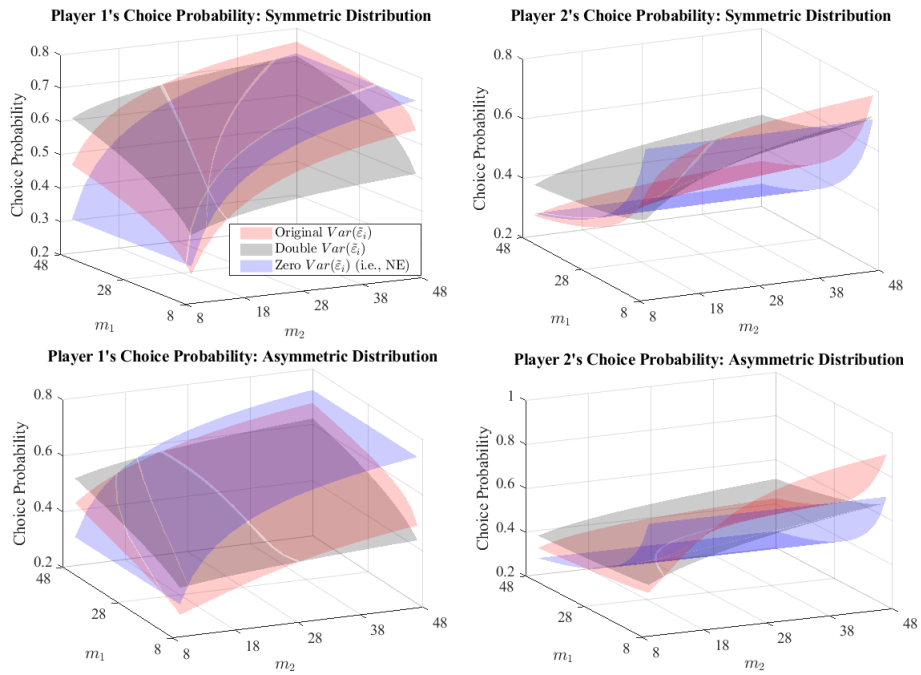 Player 1's Choice Probability: Symmetric Distribution
Choice Probability
0.8
0.7
0.6
0.5
0.4
0.3
0.2
48
28
8
m₁
8
18
28
38
48
m₂
Original Var(ε̃ᵢ)
Double Var(ε̃ᵢ)
Zero Var(ε̃ᵢ) (i.e., NE)
Player 2's Choice Probability: Symmetric Distribution
Choice Probability
0.8
0.6
0.4
0.2
48
28
8
m₁
8
18
28
38
48
m₂
Player 1's Choice Probability: Asymmetric Distribution
Choice Probability
0.8
0.6
0.4
0.2
48
28
8
m₁
8
18
28
38
48
m₂
Player 2's Choice Probability: Asymmetric Distribution
Choice Probability
1
0.8
0.6
0.4
0.2
48
28
8
m₁
8
18
28
38
48
m₂